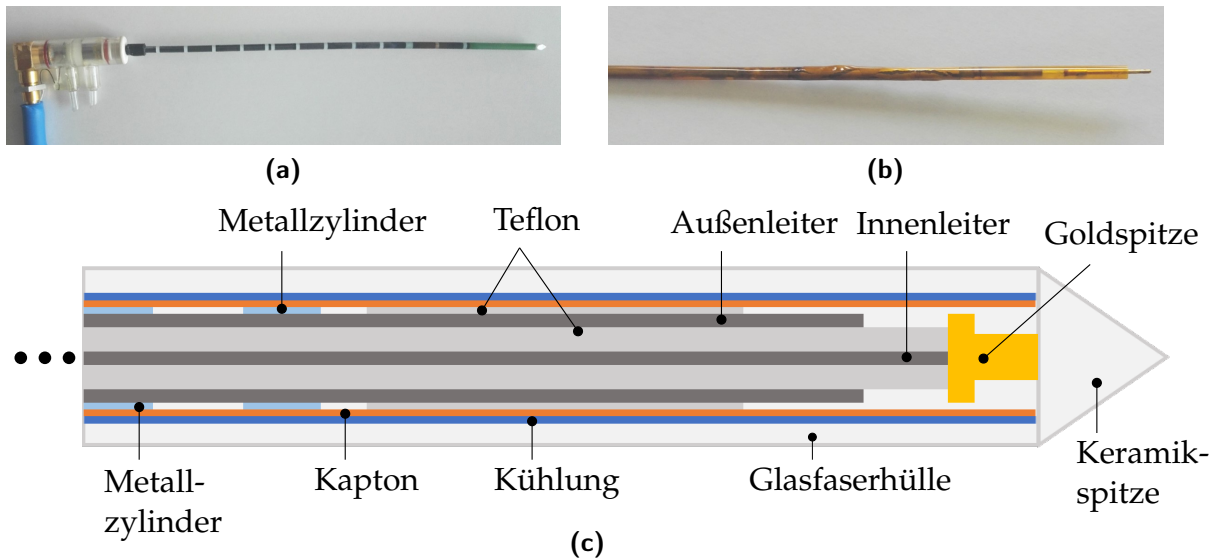 (a)
(b)
Metallzylinder
Teflon
Außenleiter
Innenleiter
Goldspitze
Metall-
zylinder
Kapton
Kühlung
Glasfaserhülle
Keramik-
spitze
(c)